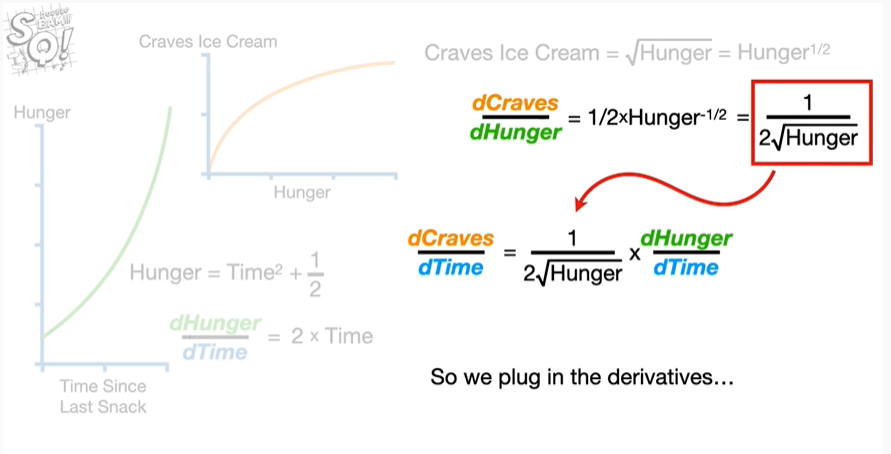 SQ!
Craves Ice Cream
Hunger
Hunger
Hunger = Time² + 1/2
dHunger/dTime = 2 × Time
Time Since
Last Snack
Craves Ice Cream = √Hunger = Hunger^1/2
dCraves/dHunger = 1/2×Hunger^-1/2 = 1/2√Hunger
dCraves/dTime = 1/2√Hunger x dHunger/dTime
So we plug in the derivatives…